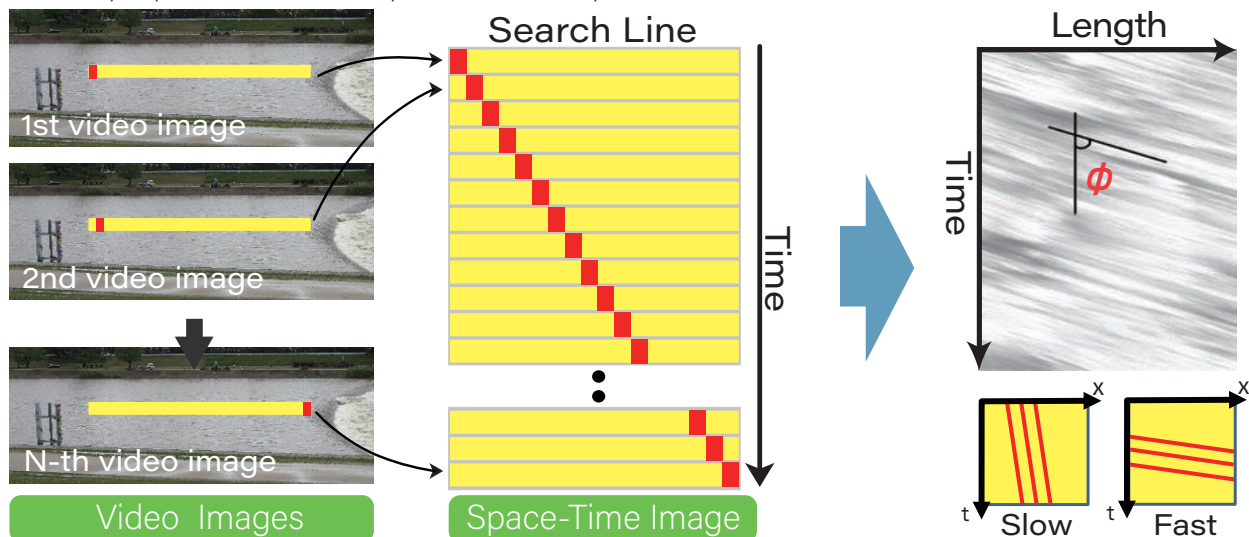 1st video image
2nd video image
N-th video image
Video Images
Search Line
Time
Space-Time Image
Length
Time
ϕ
x
t
Slow
x
t
Fast